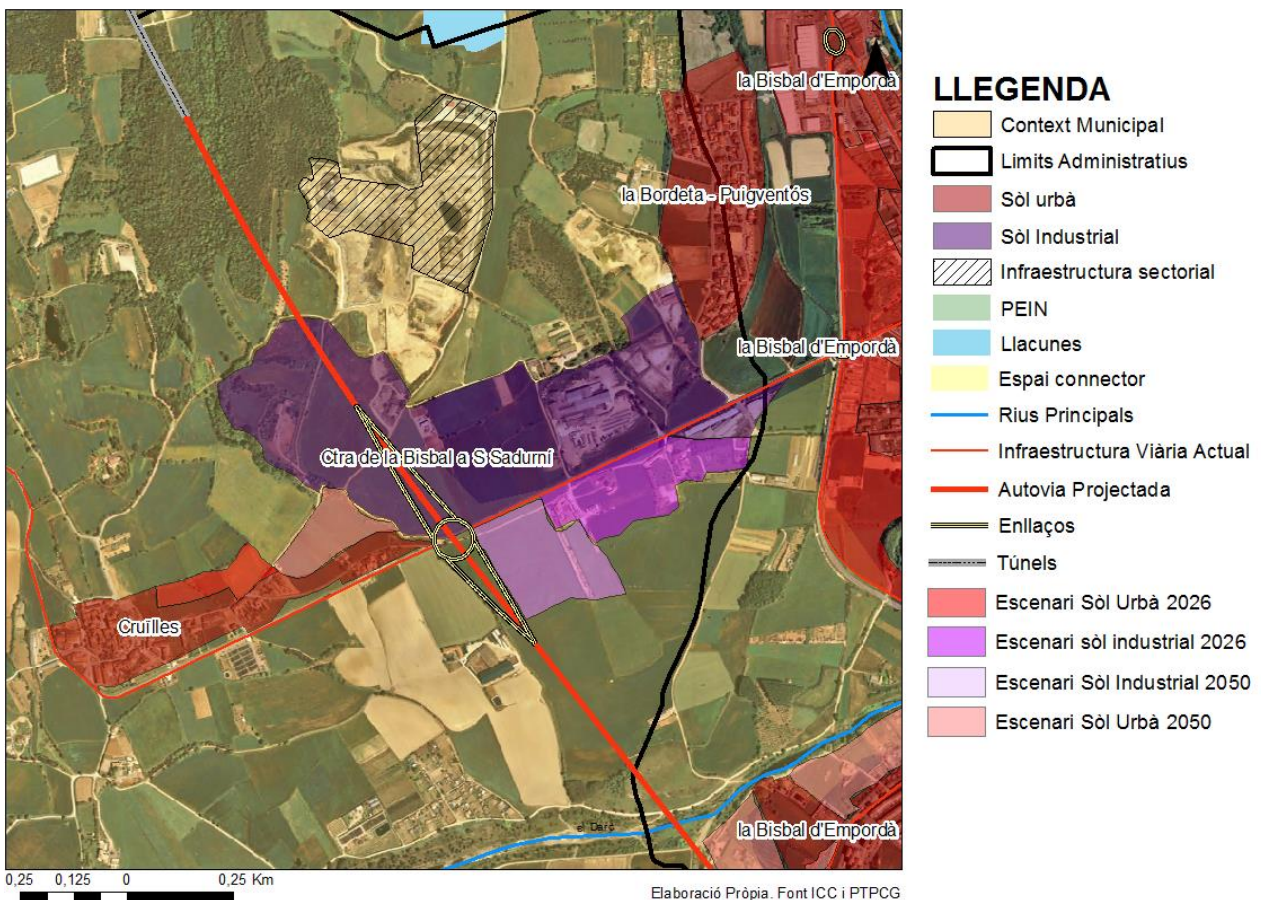 la Bisbal d'Empordà
la Bordeta - Puigventós
la Bisbal d'Empordà
Ctra de la Bisbal a S Sadurní
Cruïlles
el Daró
la Bisbal d'Empordà
0,25 0,125 0 0,25 Km
Elaboració Pròpia. Font ICC i PTPCG
LLEGENDA
Context Municipal
Limits Administratius
Sòl urbà
Sòl Industrial
Infraestructura sectorial
PEIN
Llacunes
Espai connector
Rius Principals
Infraestructura Viària Actual
Autovia Projectada
Enllaços
Túnels
Escenari Sòl Urbà 2026
Escenari sòl industrial 2026
Escenari Sòl Industrial 2050
Escenari Sòl Urbà 2050